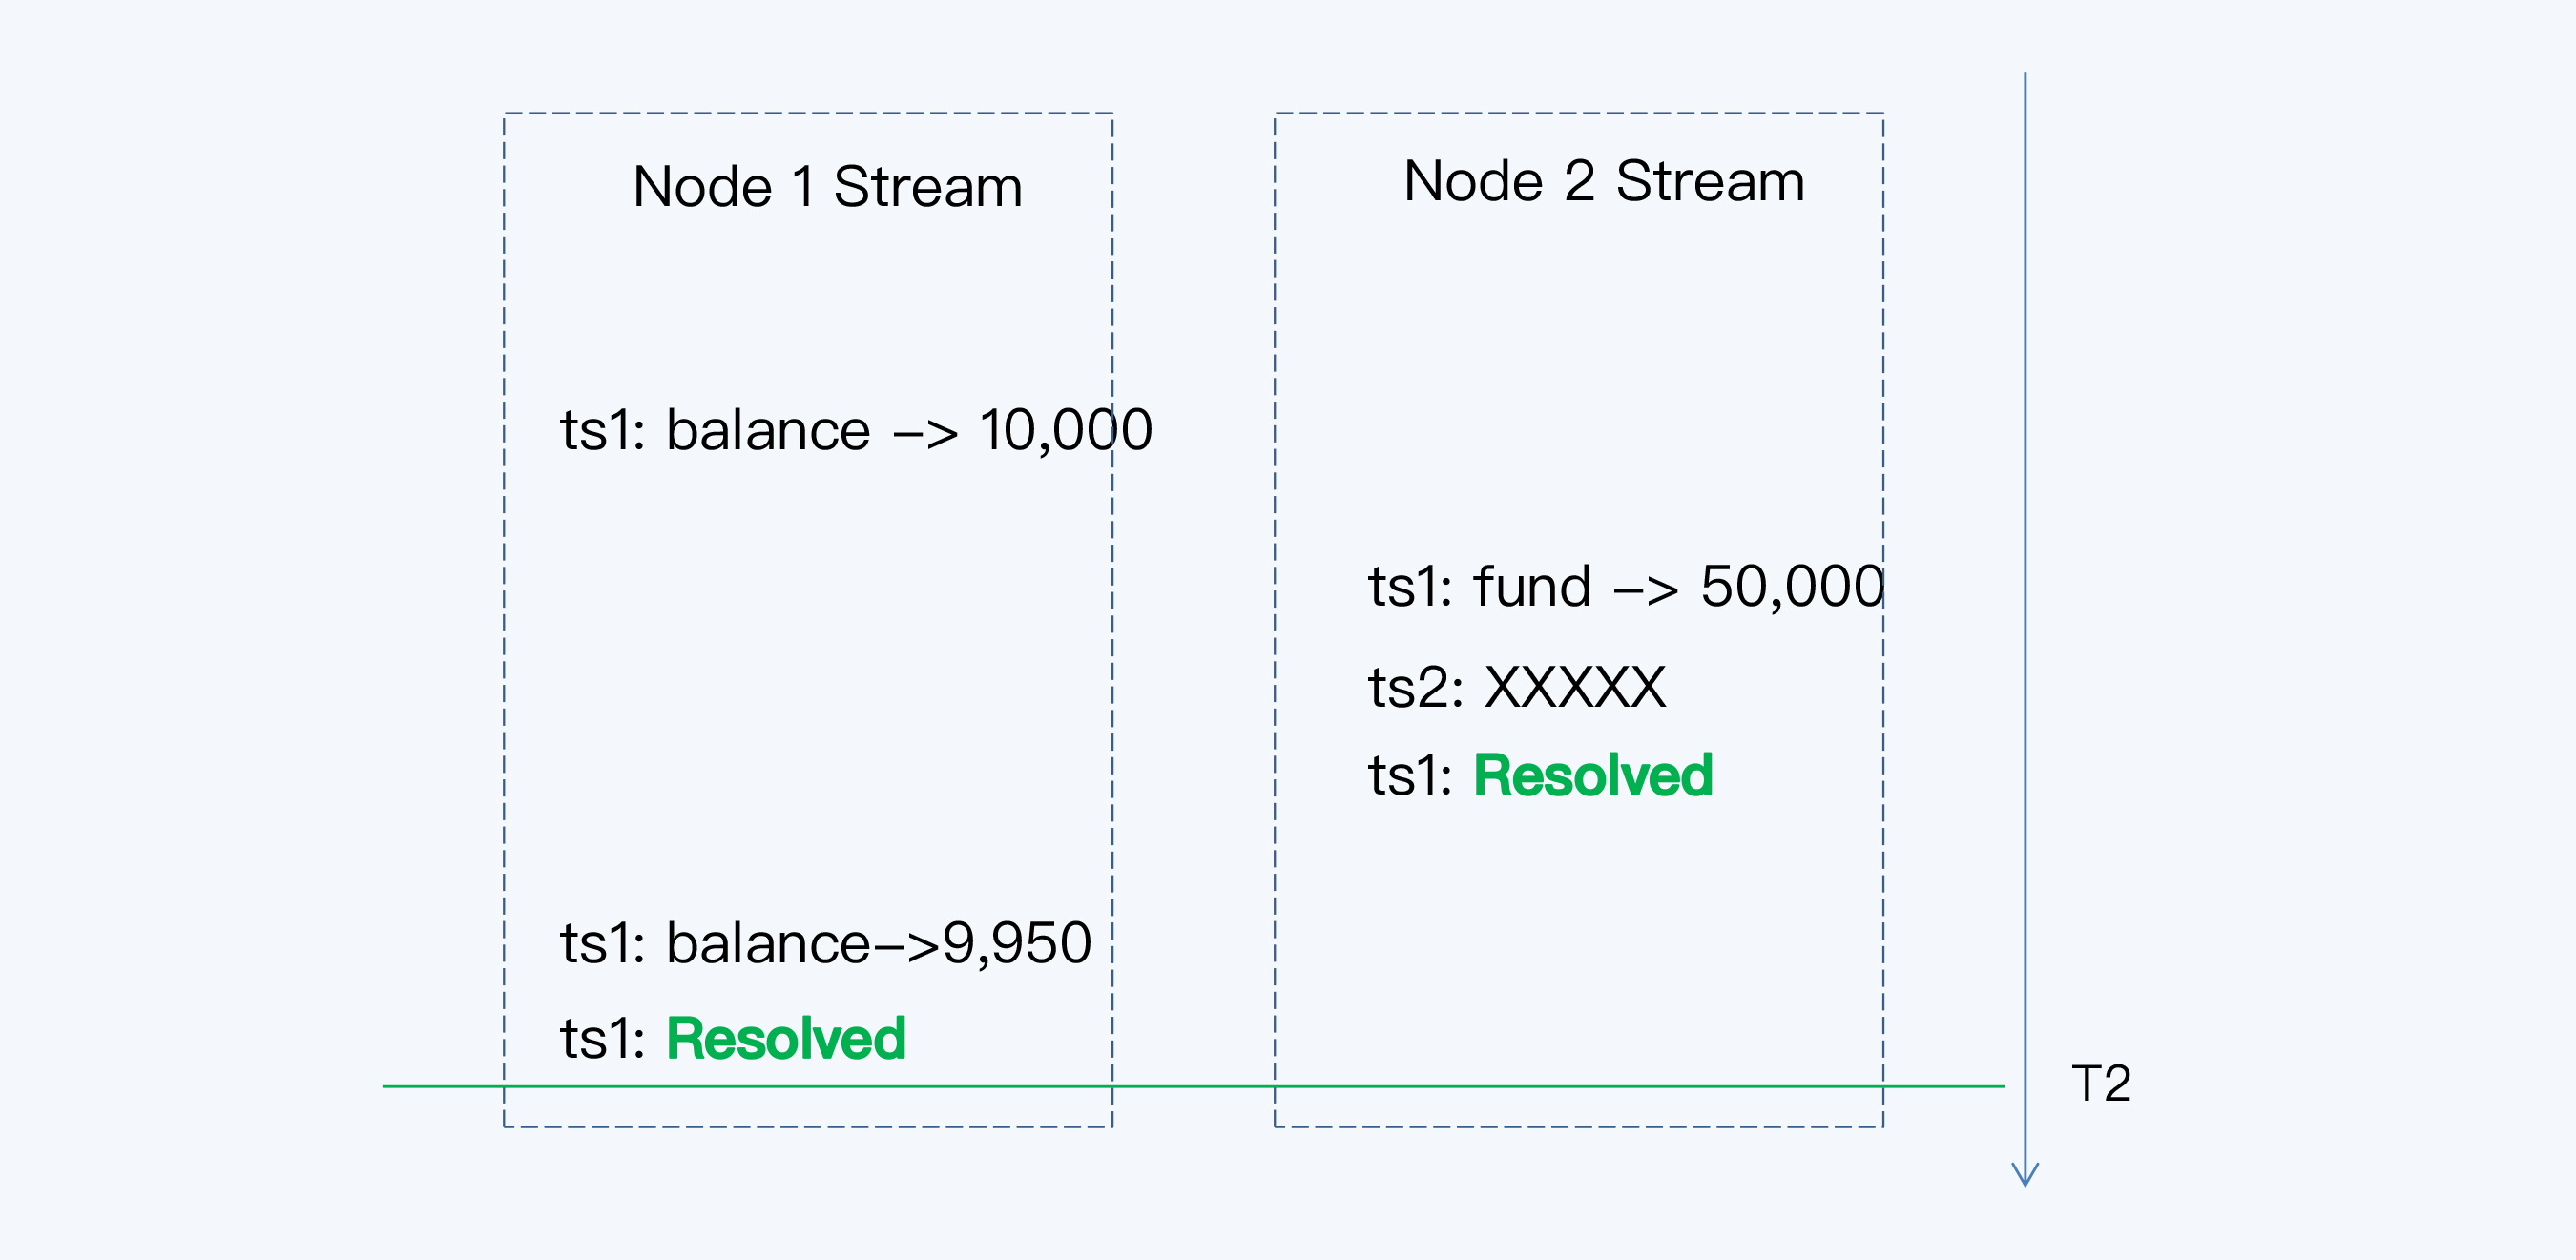 Node 1 Stream
ts1: balance –> 10,000
ts1: balance–>9,950
ts1: Resolved
Node 2 Stream
ts1: fund –> 50,000
ts2: XXXXX
ts1: Resolved
T2